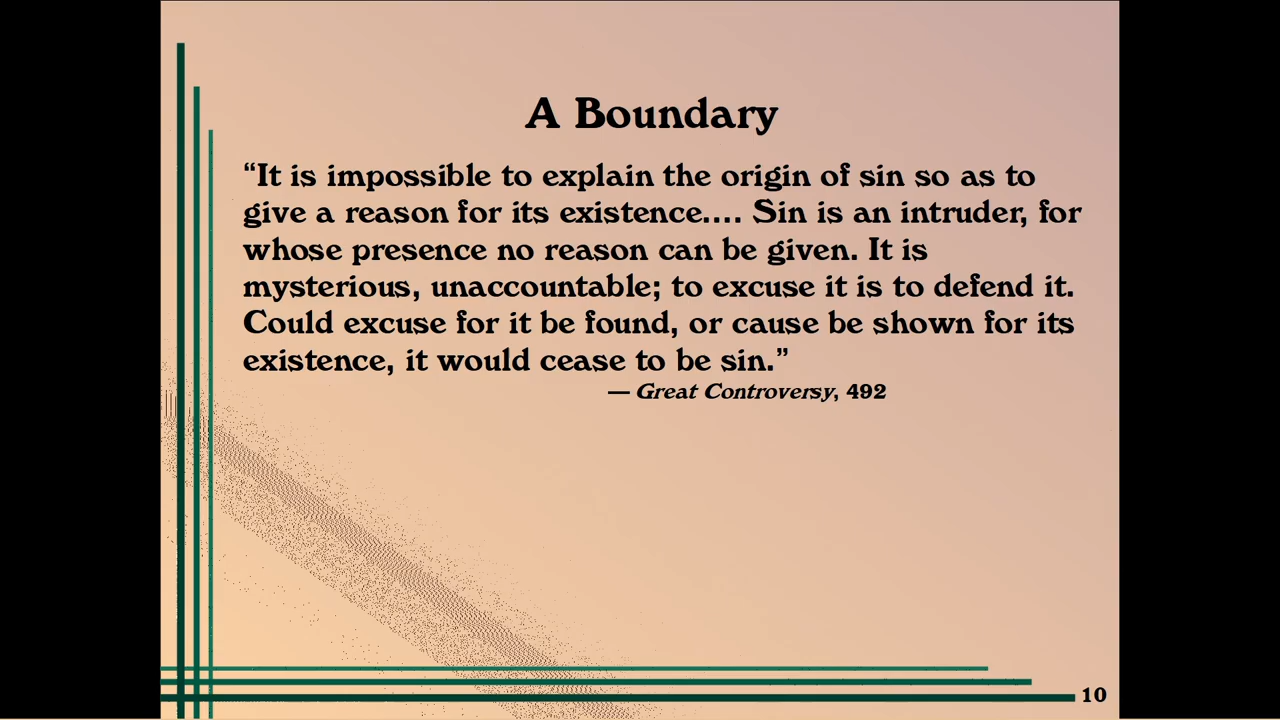 A Boundary
“It is impossible to explain the origin of sin so as to
give a reason for its existence.... Sin is an intruder, for
whose presence no reason can be given. It is
mysterious, unaccountable; to excuse it is to defend it.
Could excuse for it be found, or cause be shown for its
existence, it would cease to be sin.”
— Great Controversy, 492
10